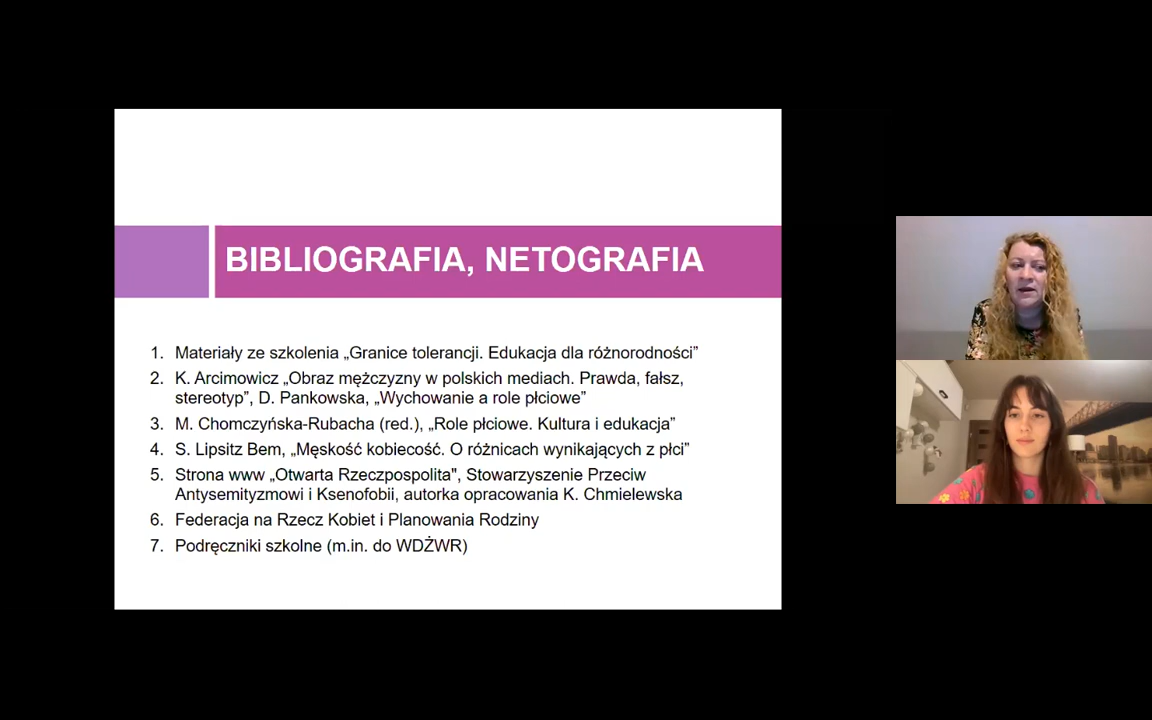 BIBLIOGRAFIA, NETOGRAFIA
1. Materiały ze szkolenia „Granice tolerancji. Edukacja dla różnorodności”
2. K. Arcimowicz „Obraz mężczyzny w polskich mediach. Prawda, fałsz,
stereotyp”, D. Pankowska, „Wychowanie a role płciowe”
3. M. Chomczyńska-Rubacha (red.), „Role płciowe. Kultura i edukacja”
4. S. Lipsitz Bem, „Męskość kobiecość. O różnicach wynikających z płci”
5. Strona www „Otwarta Rzeczpospolita", Stowarzyszenie Przeciw
Antysemityzmowi i Ksenofobii, autorka opracowania K. Chmielewska
6. Federacja na Rzecz Kobiet i Planowania Rodziny
7. Podręczniki szkolne (m.in. do WDŻWR)